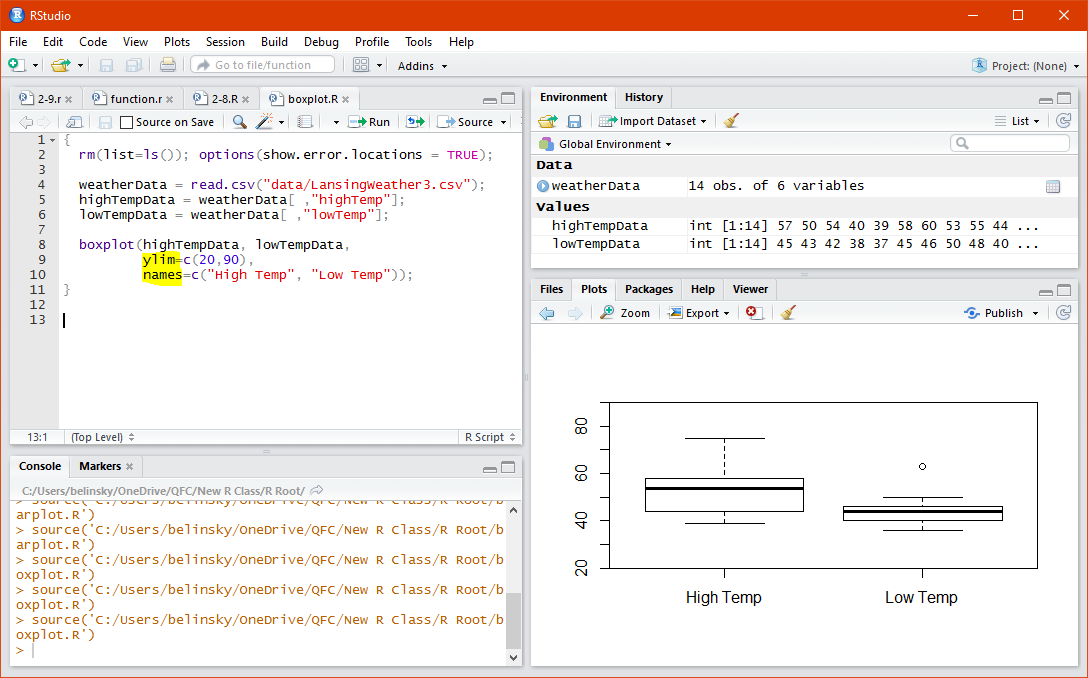 RStudio
File Edit Code View Plots Session Build Debug Profile Tools Help
Go to file/function Addins Project: (None)
2-9.r function.r 2-8.R boxplot.R
Source on Save Run Source
1 {
2 rm(list=ls()); options(show.error.locations = TRUE);
3
4 weatherData = read.csv("data/LansingWeather3.csv");
5 highTempData = weatherData[ ,"highTemp"];
6 lowTempData = weatherData[ ,"lowTemp"];
7
8 boxplot(highTempData, lowTempData,
9 ylim=c(20,90),
10 names=c("High Temp", "Low Temp"));
11 }
12
13
13:1 (Top Level) R Script
Console Markers
C:/Users/belinsky/OneDrive/QFC/New R Class/R Root/
> source('C:/Users/belinsky/OneDrive/QFC/New R Class/R Root/b
arplot.R')
> source('C:/Users/belinsky/OneDrive/QFC/New R Class/R Root/b
arplot.R')
> source('C:/Users/belinsky/OneDrive/QFC/New R Class/R Root/b
oxplot.R')
> source('C:/Users/belinsky/OneDrive/QFC/New R Class/R Root/b
oxplot.R')
> source('C:/Users/belinsky/OneDrive/QFC/New R Class/R Root/b
oxplot.R')
>
Environment History
Import Dataset List
Global Environment
Data
weatherData 14 obs. of 6 variables
Values
highTempData int [1:14] 57 50 54 40 39 58 60 53 55 44 ...
lowTempData int [1:14] 45 43 42 38 37 45 46 50 48 40 ...
Files Plots Packages Help Viewer
Zoom Export Publish
80
60
40
20
High Temp Low Temp